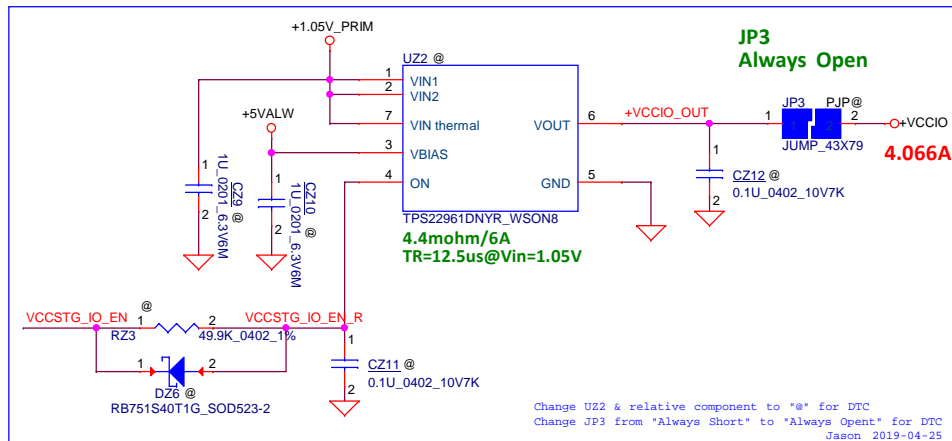 +1.05V_PRIM
JP3
Always Open
UZ2 @
1
VIN1
2
VIN2
7
VIN thermal
VOUT
6
+VCCIO_OUT
1
JP3
PJP@
1
2
2
+VCCIO
JUMP_43X79
4.066A
+5VALW
3
VBIAS
4
ON
GND
5
TPS22961DNYR_WSON8
4.4mohm/6A
TR=12.5us@Vin=1.05V
1
CZ12 @
0.1U_0402_10V7K
2
1
CZ9 @
1U_0201_6.3V6M
2
1
CZ10 @
1U_0201_6.3V6M
2
VCCSTG_IO_EN
@
1
2
VCCSTG_IO_EN_R
RZ3
49.9K_0402_1%
1
2
DZ6 @
RB751S40T1G_SOD523-2
1
CZ11 @
0.1U_0402_10V7K
2
Change UZ2 & relative component to "@" for DTC
Change JP3 from "Always Short" to "Always Opent" for DTC
Jason 2019-04-25